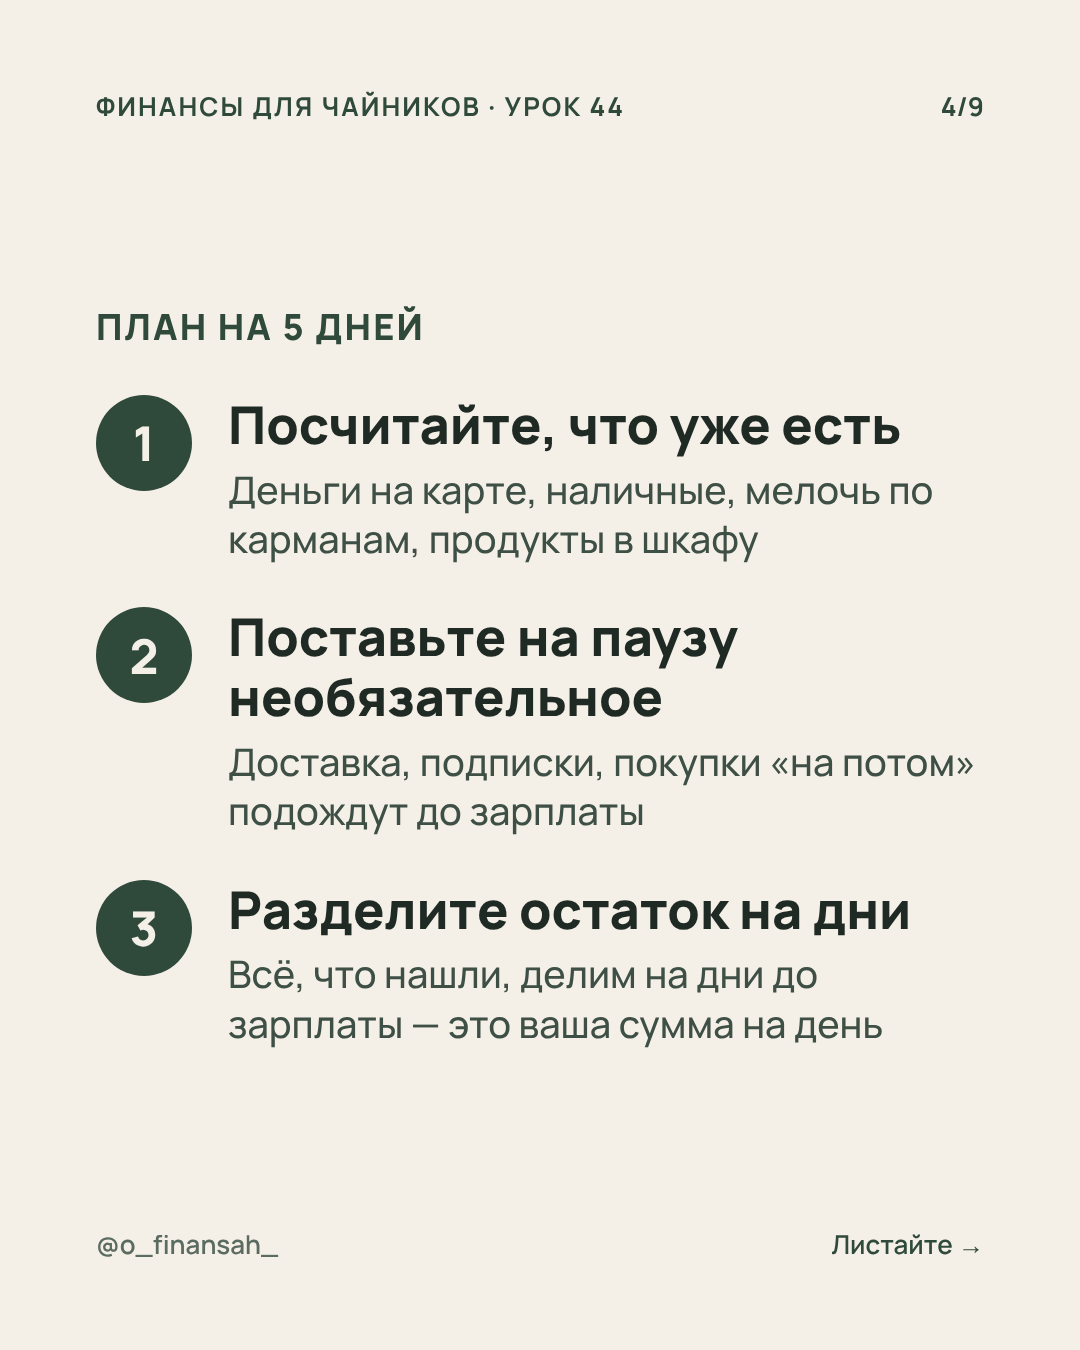 ФИНАНСЫ ДЛЯ ЧАЙНИКОВ · УРОК 44
4/9
ПЛАН НА 5 ДНЕЙ
1
Посчитайте, что уже есть
Деньги на карте, наличные, мелочь по
карманам, продукты в шкафу
2
Поставьте на паузу
необязательное
Доставка, подписки, покупки «на потом»
подождут до зарплаты
3
Разделите остаток на дни
Всё, что нашли, делим на дни до
зарплаты — это ваша сумма на день
@o_finansah_
Листайте →